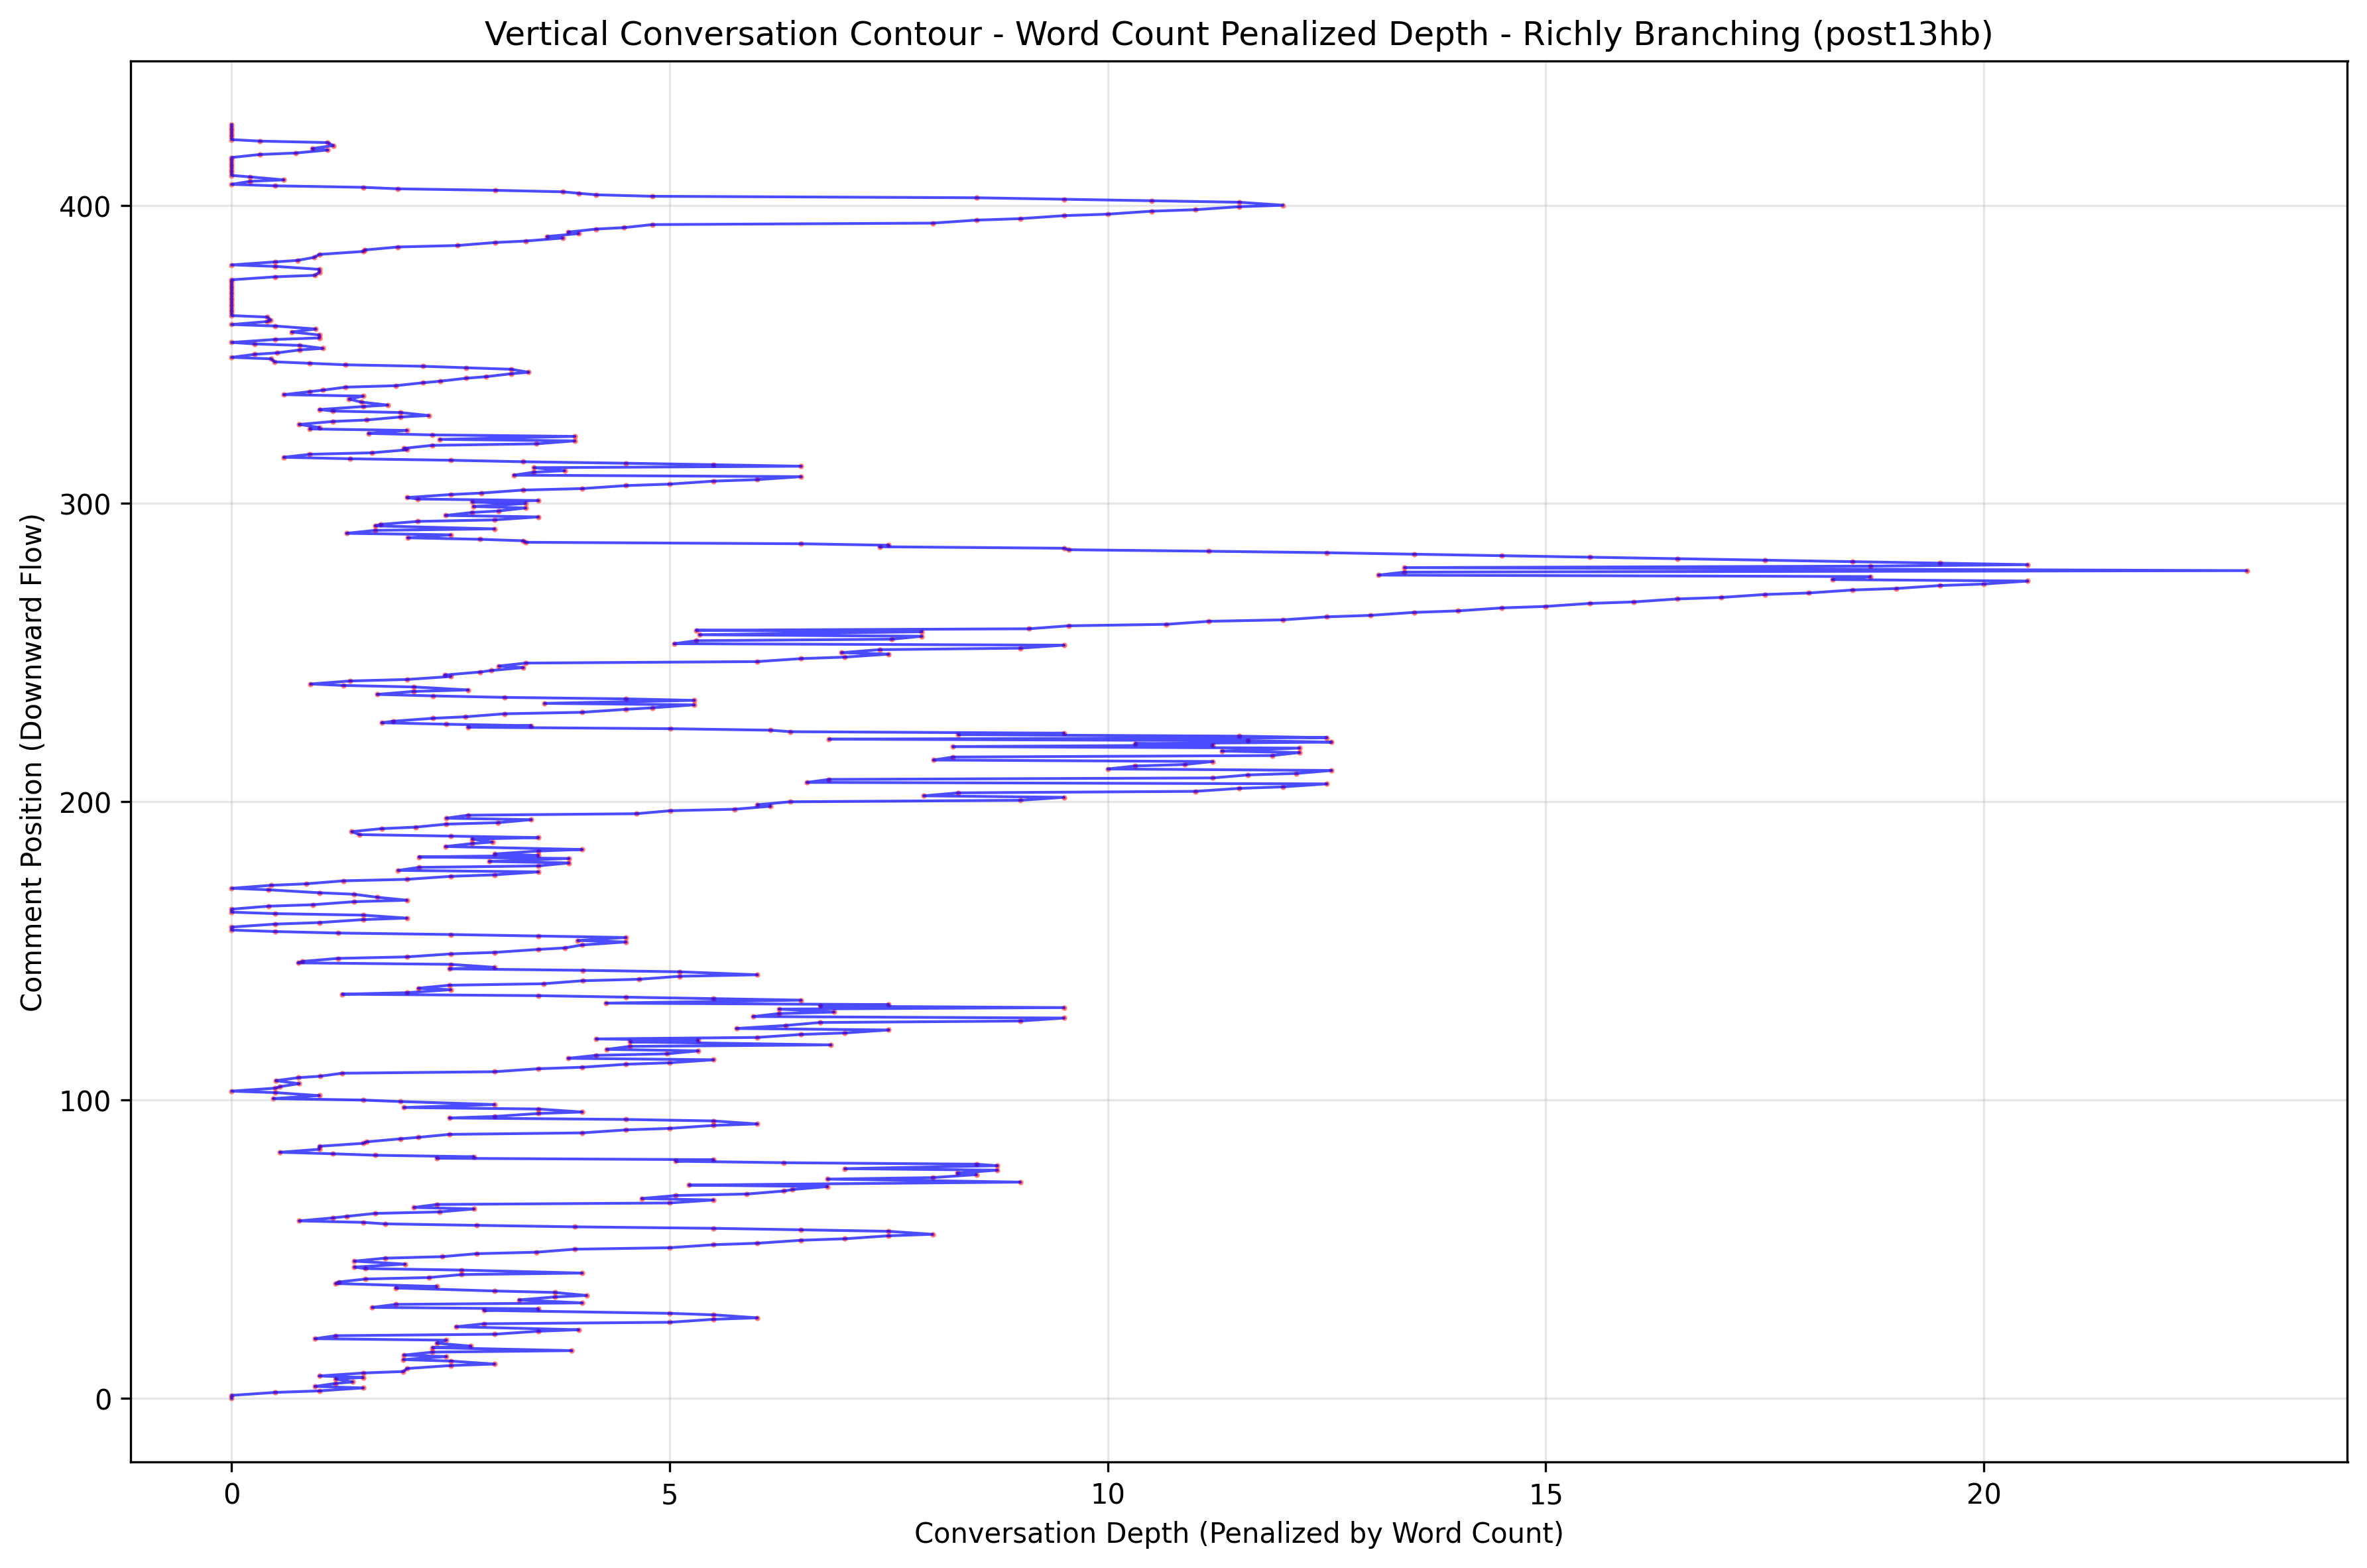 Vertical Conversation Contour - Word Count Penalized Depth - Richly Branching (post13hb)
Comment Position (Downward Flow)
400
300
200
100
0
0 5 10 15 20
Conversation Depth (Penalized by Word Count)